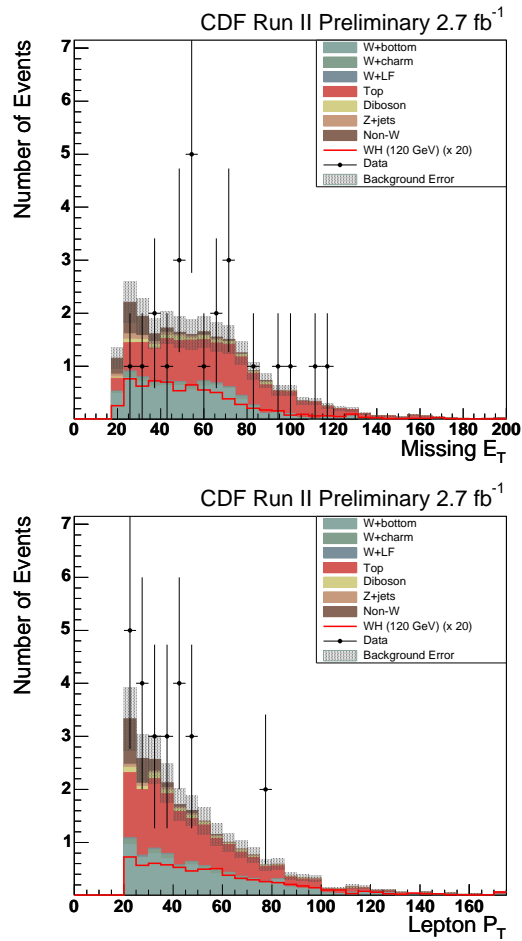 CDF Run II Preliminary 2.7 fb⁻¹
Number of Events
7
6
5
4
3
2
1
W+bottom
W+charm
W+LF
Top
Diboson
Z+jets
Non-W
WH (120 GeV) (x 20)
Data
Background Error
0 20 40 60 80 100 120 140 160 180 200
Missing E_T
CDF Run II Preliminary 2.7 fb⁻¹
Number of Events
7
6
5
4
3
2
1
W+bottom
W+charm
W+LF
Top
Diboson
Z+jets
Non-W
WH (120 GeV) (x 20)
Data
Background Error
0 20 40 60 80 100 120 140 160
Lepton P_T